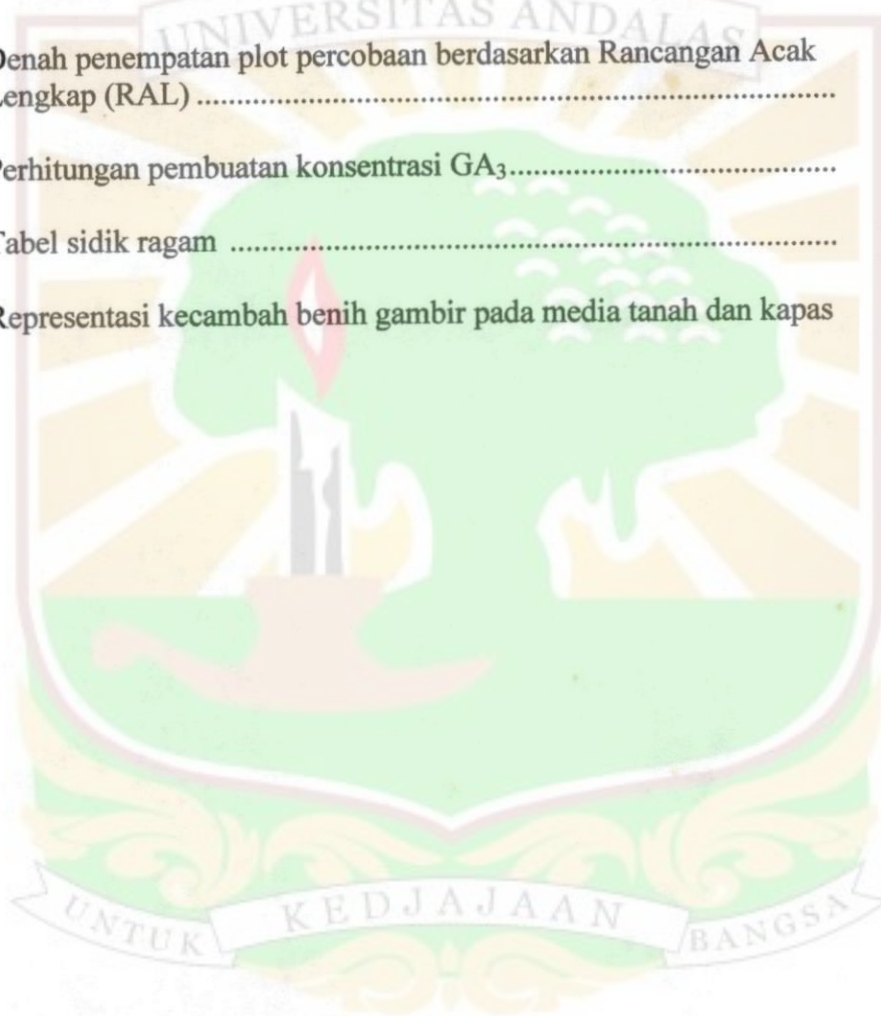 UNIVERSITAS ANDALAS
Denah penempatan plot percobaan berdasarkan Rancangan Acak
Lengkap (RAL) ................................................................................
Perhitungan pembuatan konsentrasi GA₃........................................
Tabel sidik ragam ............................................................................
Representasi kecambah benih gambir pada media tanah dan kapas
UNTUK KEDJAJAAN BANGSA